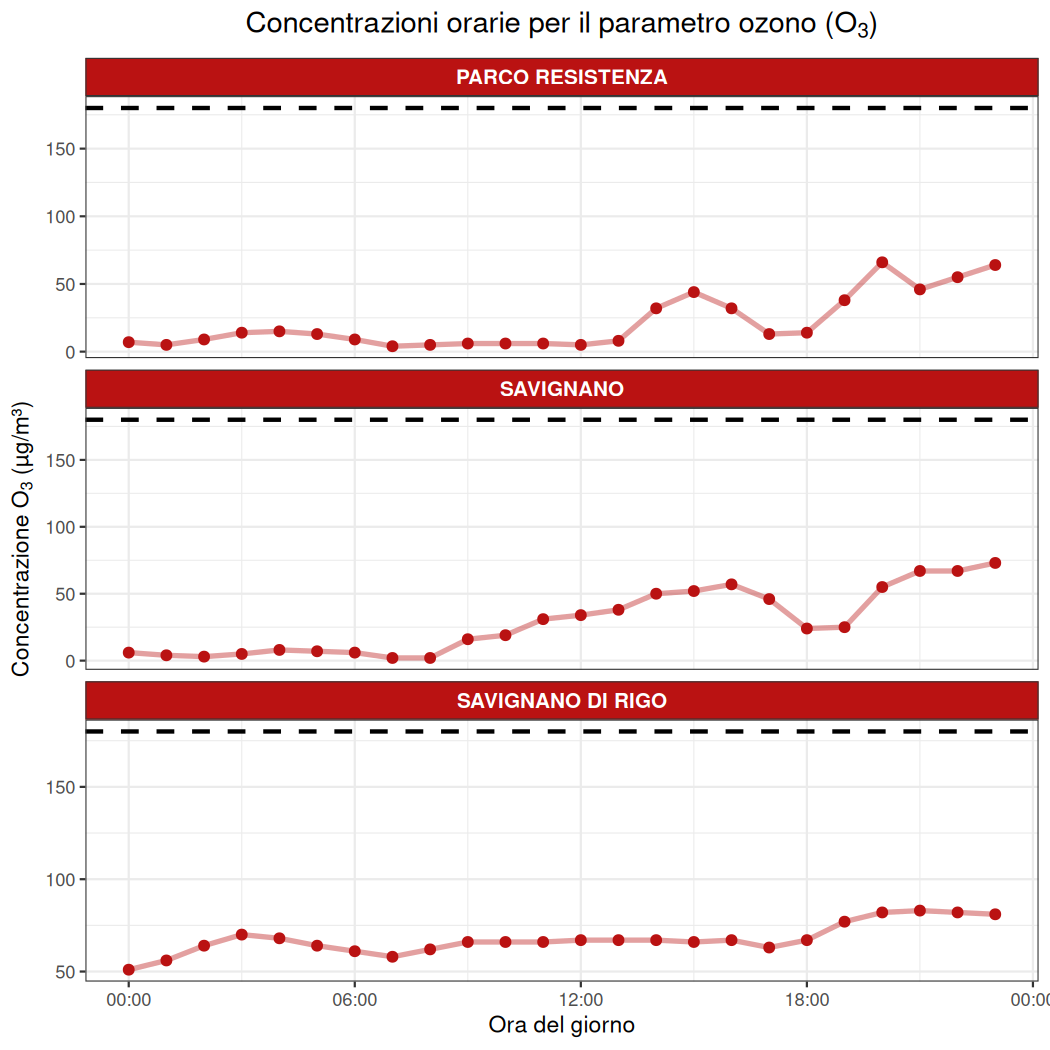 Concentrazioni orarie per il parametro ozono (O₃)
PARCO RESISTENZA
150
100
50
0
SAVIGNANO
150
100
50
0
Concentrazione O₃ (µg/m³)
SAVIGNANO DI RIGO
150
100
50
00:00 06:00 12:00 18:00 00:0
Ora del giorno